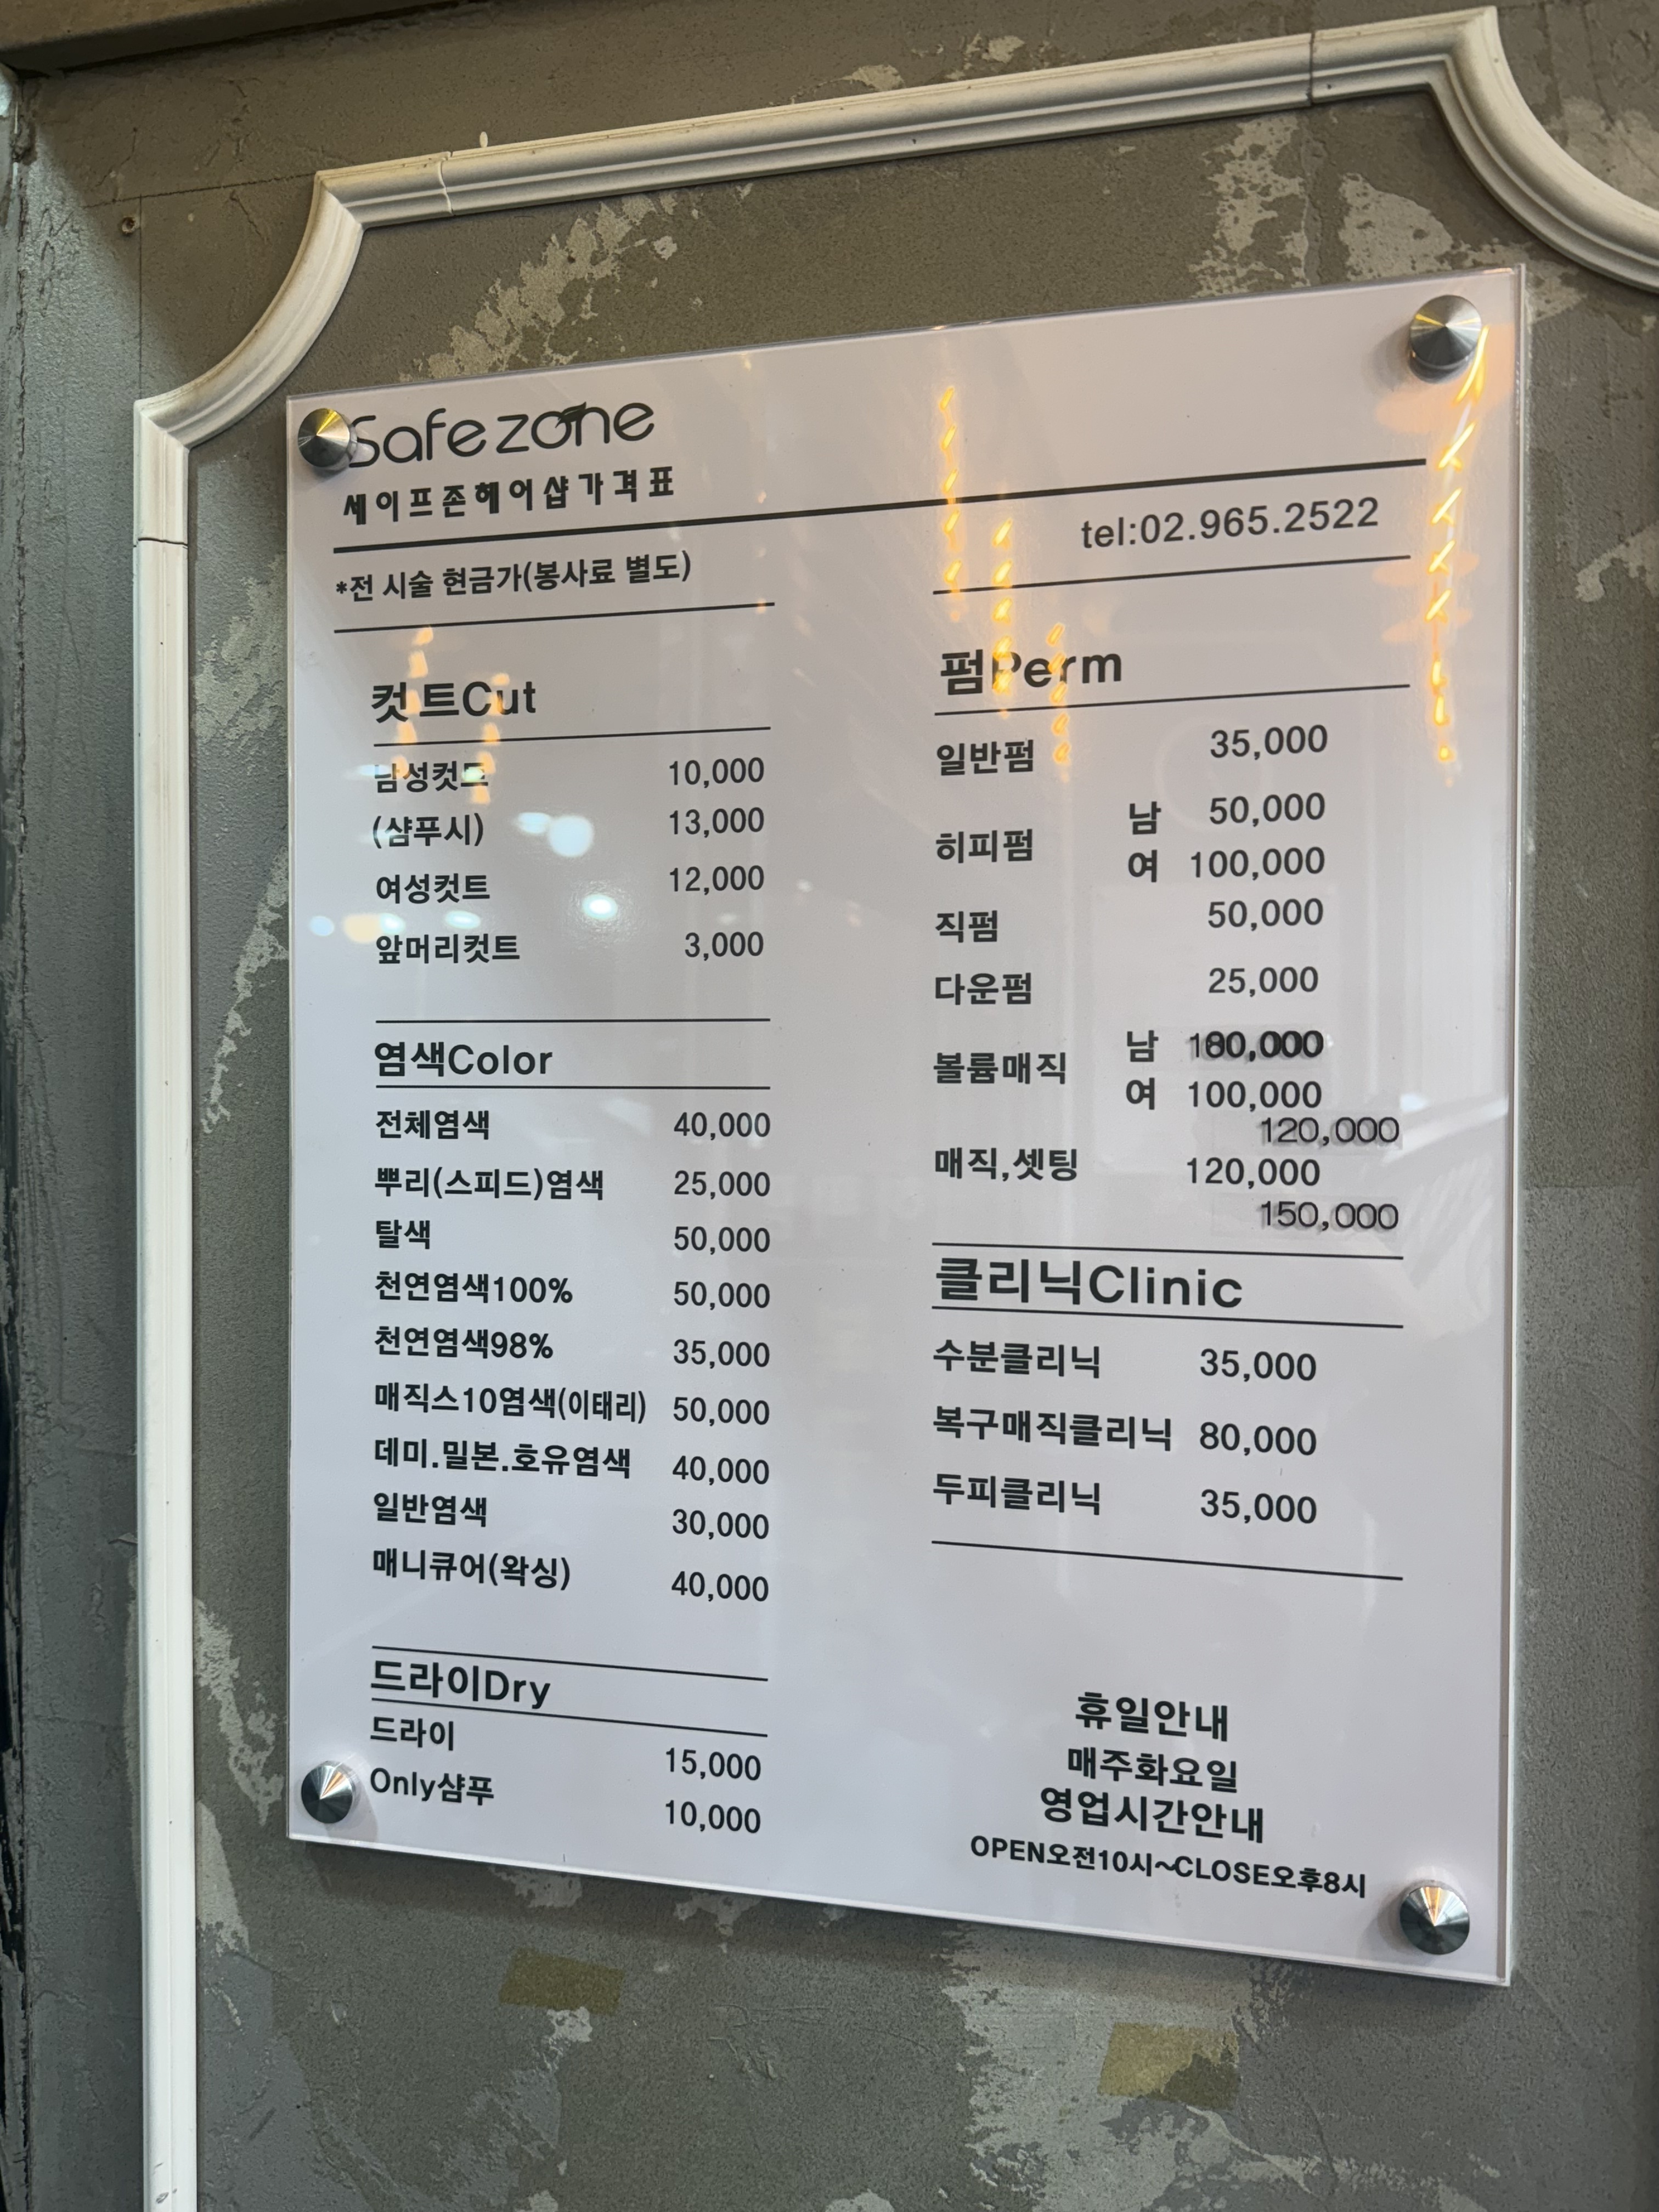 Safe zone
세이프존헤어샵가격표
tel:02.965.2522
*전 시술 현금가(봉사료 별도)
컷트Cut
남성컷트 10,000
(샴푸시) 13,000
여성컷트 12,000
앞머리컷트 3,000
염색Color
전체염색 40,000
뿌리(스피드)염색 25,000
탈색 50,000
천연염색100% 50,000
천연염색98% 35,000
매직스10염색(이태리) 50,000
데미.밀본.호유염색 40,000
일반염색 30,000
매니큐어(왁싱) 40,000
드라이Dry
드라이 15,000
Only샴푸 10,000
펌Perm
일반펌 35,000
히피펌 남 50,000
여 100,000
직펌 50,000
다운펌 25,000
볼륨매직 남
여 100,000
120,000
매직,셋팅 120,000
150,000
클리닉Clinic
수분클리닉 35,000
복구매직클리닉 80,000
두피클리닉 35,000
휴일안내
매주화요일
영업시간안내
OPEN오전10시~CLOSE오후8시